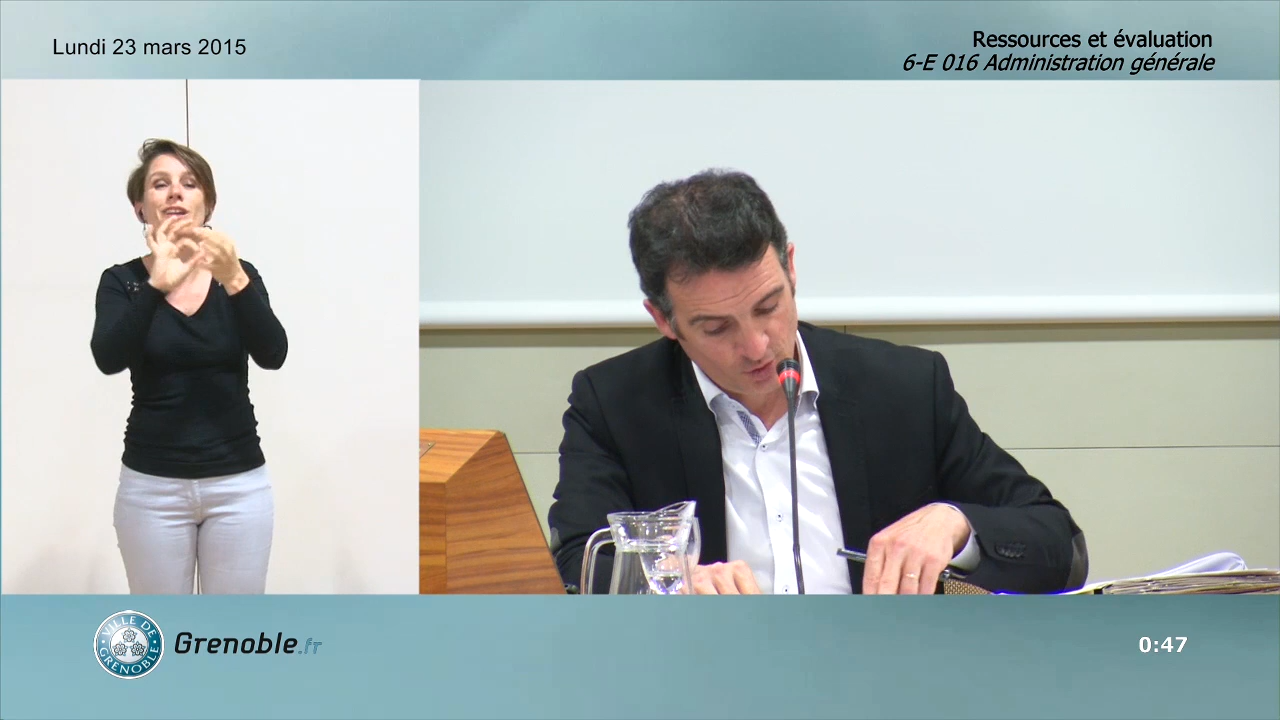 Lundi 23 mars 2015
Ressources et évaluation
6-E 016 Administration générale
VILLE DE GRENOBLE
Grenoble.fr
0:47